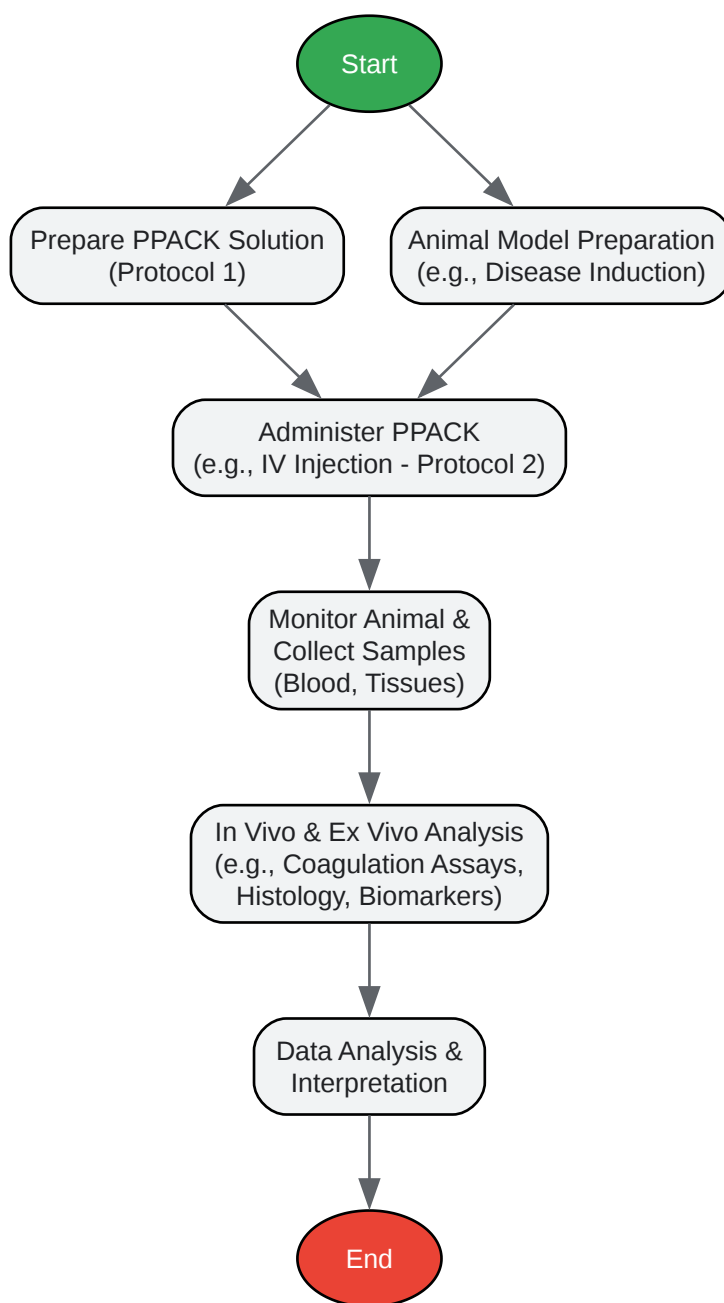 Start
Prepare PPACK Solution
(Protocol 1)
Animal Model Preparation
(e.g., Disease Induction)
Administer PPACK
(e.g., IV Injection - Protocol 2)
Monitor Animal &
Collect Samples
(Blood, Tissues)
In Vivo & Ex Vivo Analysis
(e.g., Coagulation Assays,
Histology, Biomarkers)
Data Analysis &
Interpretation
End